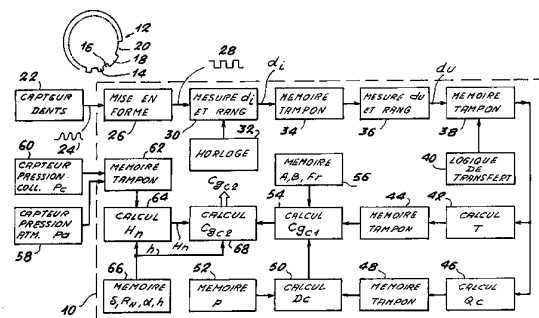 12
16
20
18
14
22
28
di
du
CAPTEUR
DENTS
MISE EN
FORME
MESURE di
ET RANG
MEMOIRE
TAMPON
MESURE du
ET RANG
MEMOIRE
TAMPON
24
26
30
32
34
36
38
60
62
HORLOGE
40
CAPTEUR
PRESSION
COLL. Pc
MEMOIRE
TAMPON
Cgc2
MEMOIRE
A,B,Fr
56
LOGIQUE
DE
TRANSFERT
64
54
44
42
CAPTEUR
PRESSION
ATM. Pa
CALCUL
Hn
Hn
CALCUL
Cgc2
CALCUL
Cgc1
MEMOIRE
TAMPON
CALCUL
T
58
h
68
66
52
50
48
46
MEMOIRE
δ,RN,α,h
MEMOIRE
P
CALCUL
Dc
MEMOIRE
TAMPON
CALCUL
Qc
10